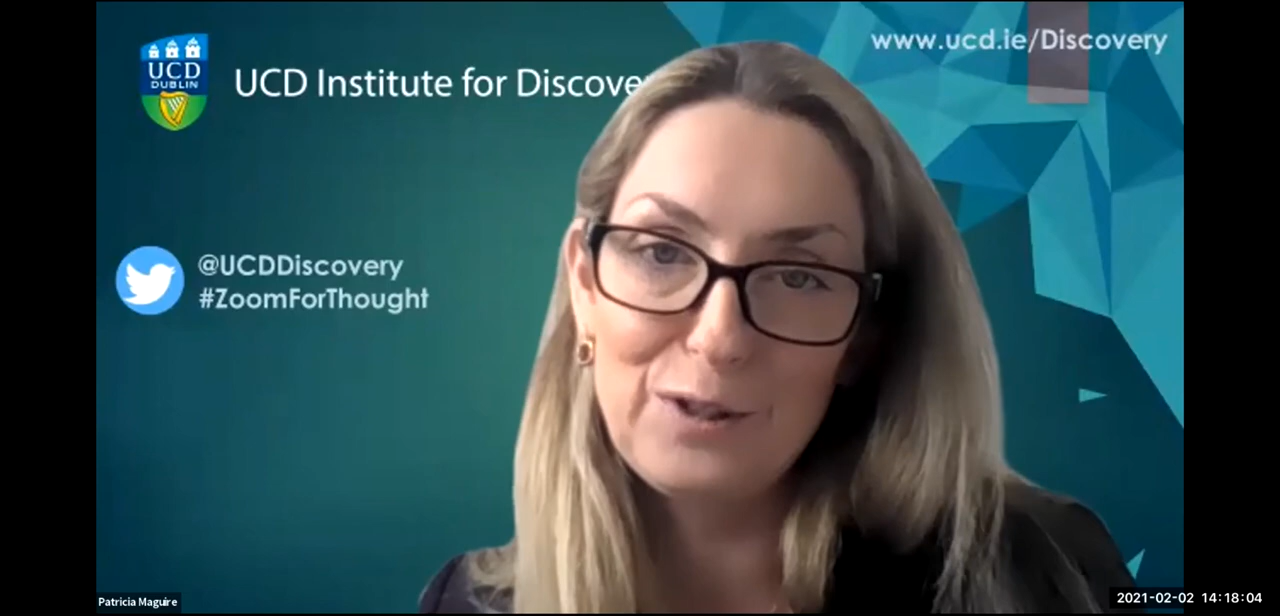 www.ucd.ie/Discovery
UCD
DUBLIN
UCD Institute for Discove
@UCDDiscovery
#ZoomForThought
Patricia Maguire
2021-02-02 14:18:04